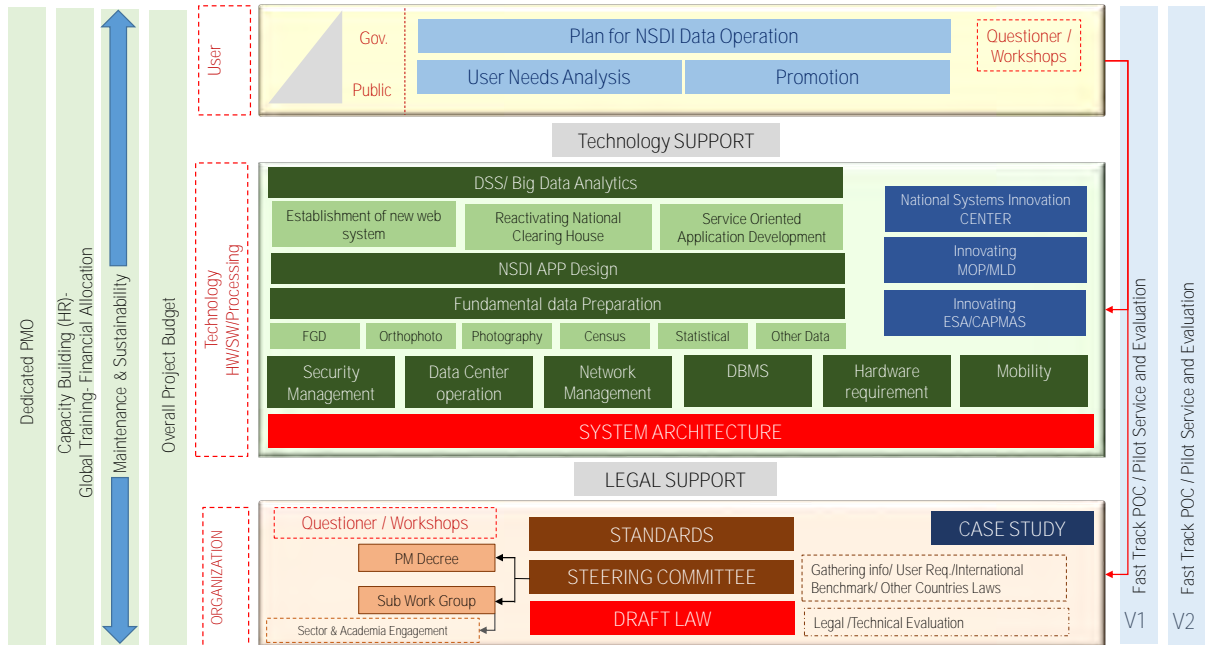 Dedicated PMO
Capacity Building (HR)-
Global Training- Financial Allocation
Maintenance & Sustainability
Overall Project Budget
User
Gov.
Public
Plan for NSDI Data Operation
User Needs Analysis
Promotion
Questioner /
Workshops
Technology SUPPORT
Technology
HW/SW/Processing
DSS/ Big Data Analytics
Establishment of new web
system
Reactivating National
Clearing House
Service Oriented
Application Development
NSDI APP Design
Fundamental data Preparation
FGD
Orthophoto
Photography
Census
Statistical
Other Data
Security
Management
Data Center
operation
Network
Management
DBMS
Hardware
requirement
Mobility
SYSTEM ARCHITECTURE
National Systems Innovation
CENTER
Innovating
MOP/MLD
Innovating
ESA/CAPMAS
LEGAL SUPPORT
ORGANIZATION
Questioner / Workshops
PM Decree
Sub Work Group
Sector & Academia Engagement
STANDARDS
STEERING COMMITTEE
DRAFT LAW
CASE STUDY
Gathering info/ User Req./International
Benchmark/ Other Countries Laws
Legal /Technical Evaluation
Fast Track POC / Pilot Service and Evaluation
V1
Fast Track POC / Pilot Service and Evaluation
V2